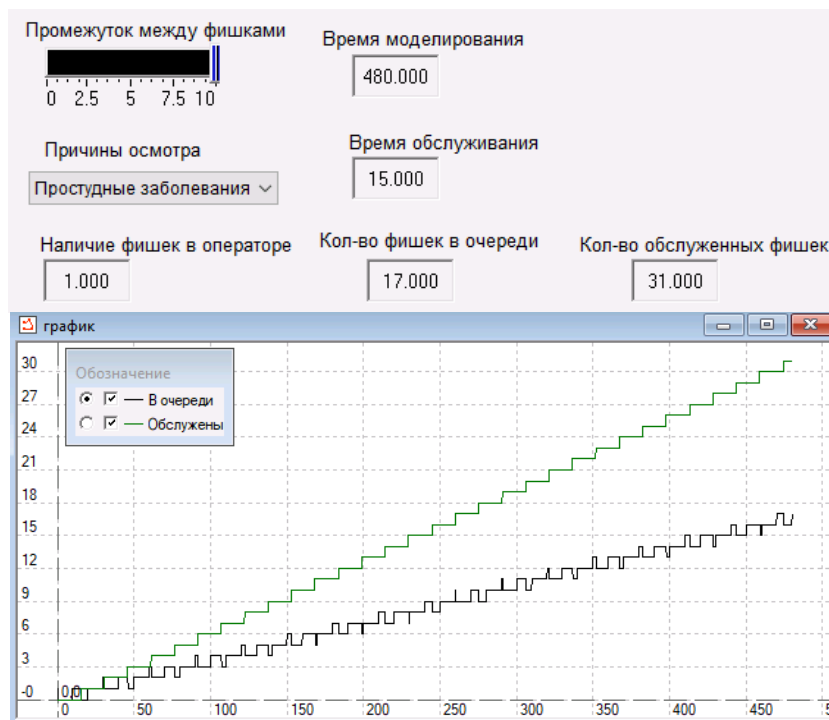 Промежуток между фишками
Время моделирования
480.000
0 2.5 5 7.5 10
Причины осмотра
Время обслуживания
Простудные заболевания
15.000
Наличие фишек в операторе
Кол-во фишек в очереди
Кол-во обслуженных фишек
1.000
17.000
31.000
график
Обозначение
В очереди
Обслужены
30
27
24
21
18
15
12
9
6
3
-0
0,0
0 50 100 150 200 250 300 350 400 450